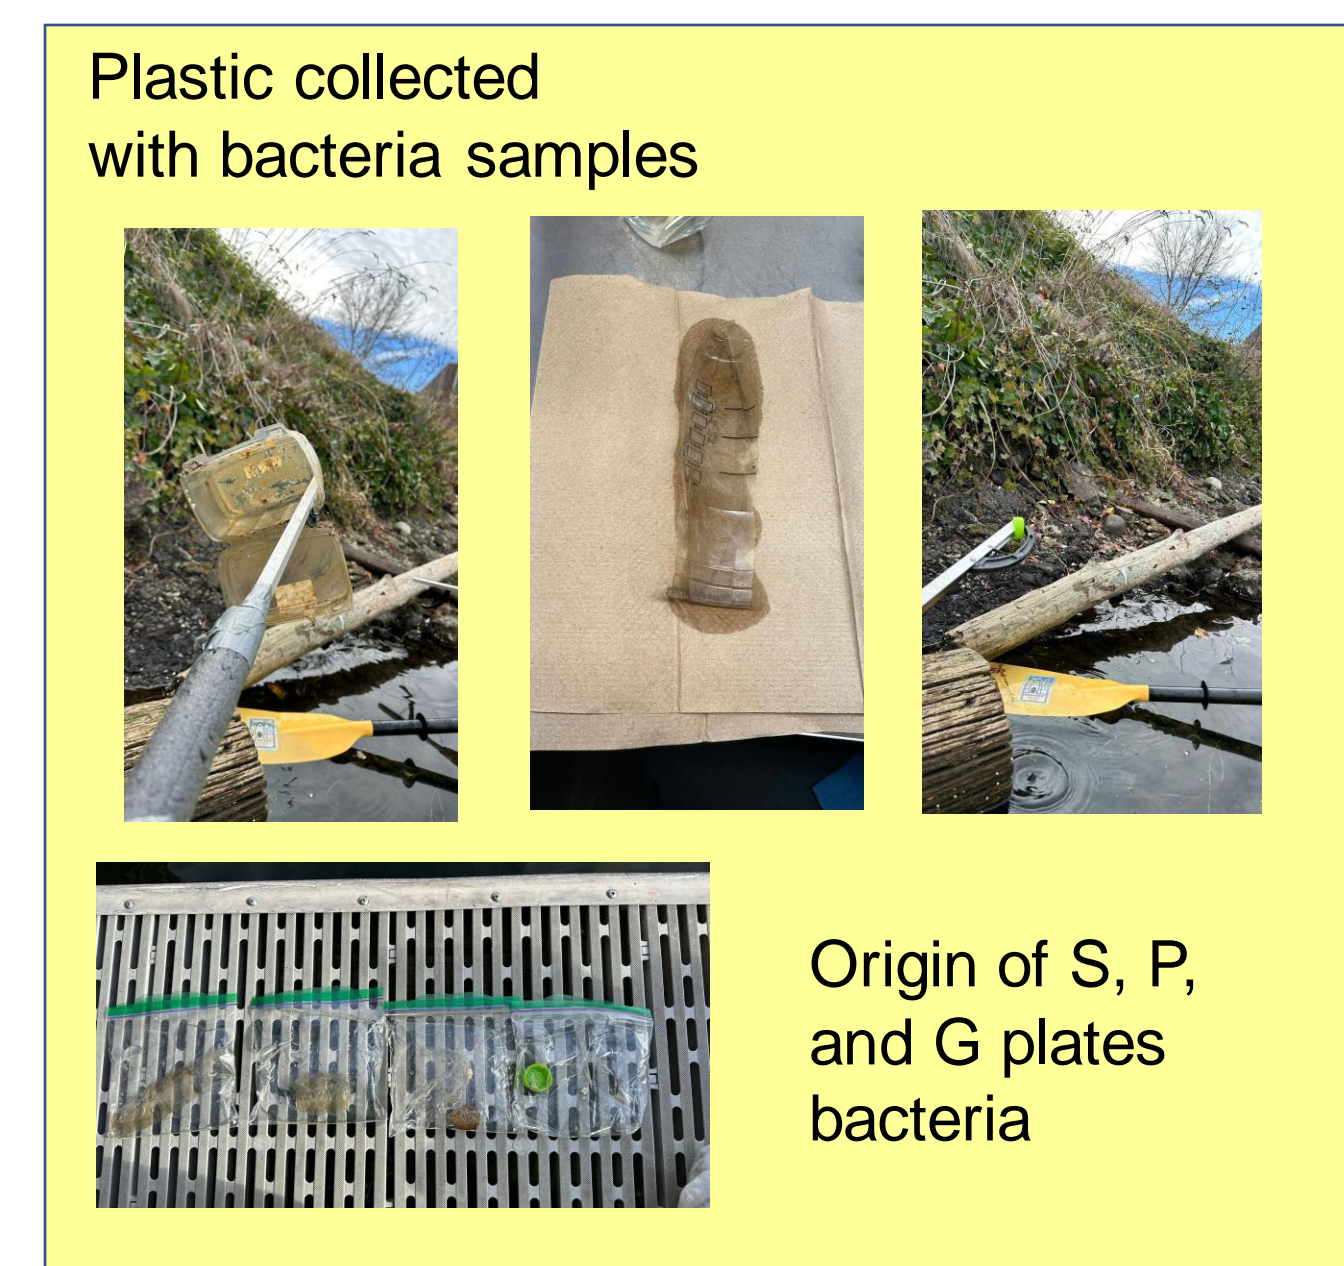 Plastic collected
with bacteria samples
Origin of S, P,
and G plates
bacteria